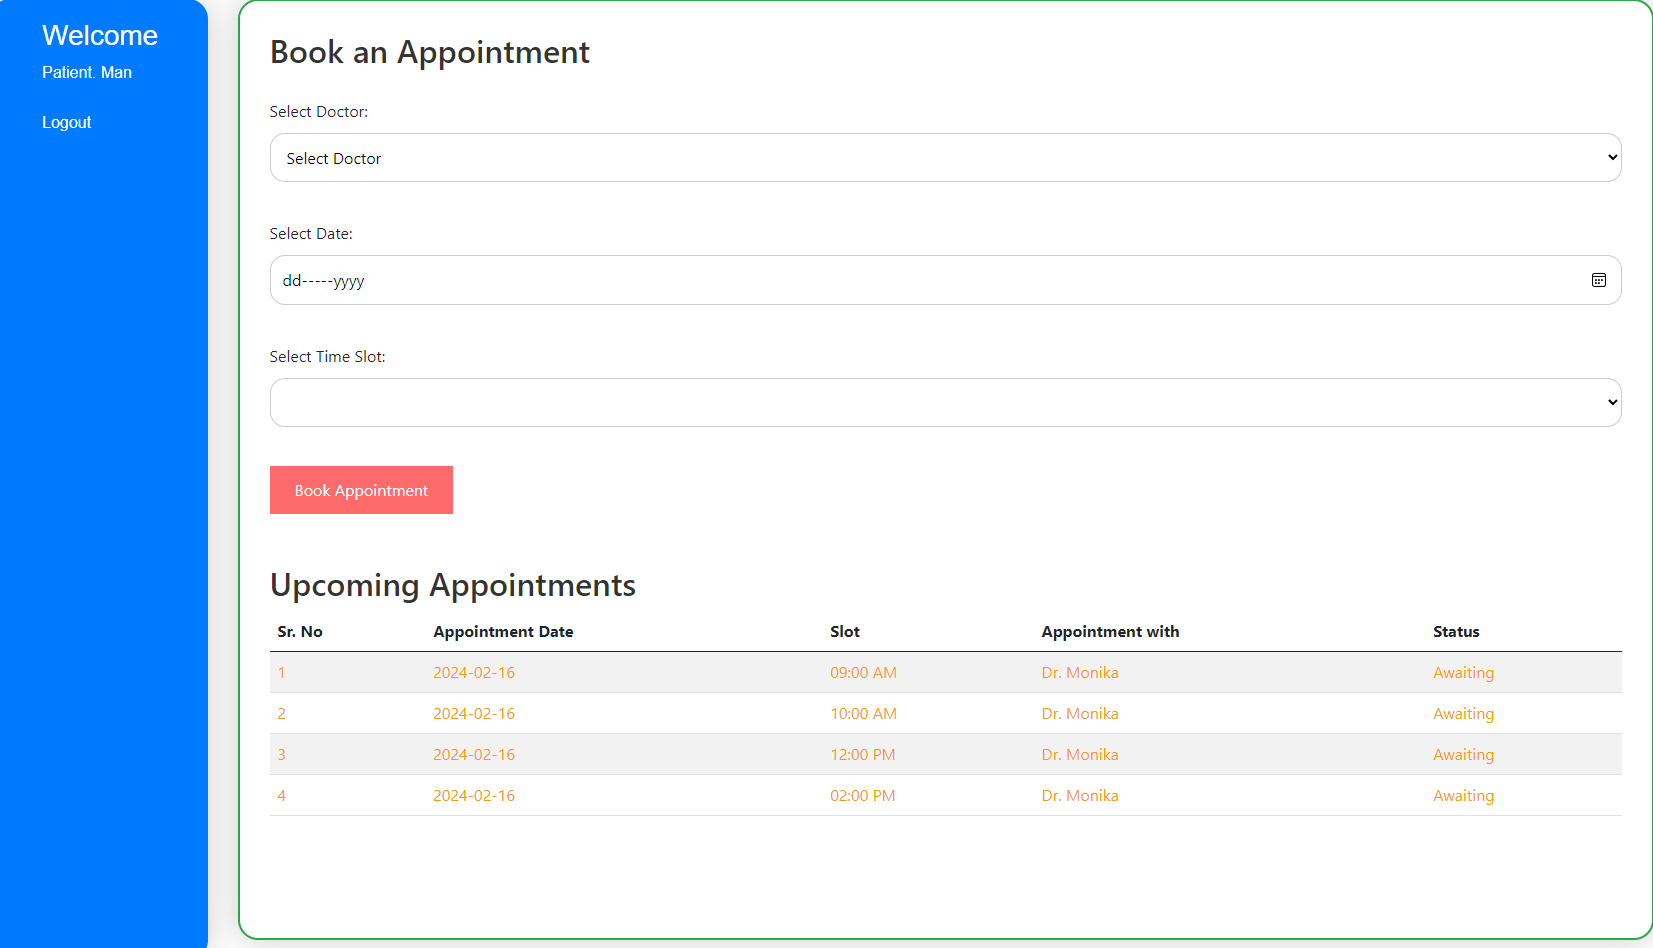 Welcome
Patient. Man
Logout
Book an Appointment
Select Doctor:
Select Doctor
Select Date:
dd-----yyyy
Select Time Slot:
Book Appointment
Upcoming Appointments
Sr. No Appointment Date Slot Appointment with Status
1 2024-02-16 09:00 AM Dr. Monika Awaiting
2 2024-02-16 10:00 AM Dr. Monika Awaiting
3 2024-02-16 12:00 PM Dr. Monika Awaiting
4 2024-02-16 02:00 PM Dr. Monika Awaiting